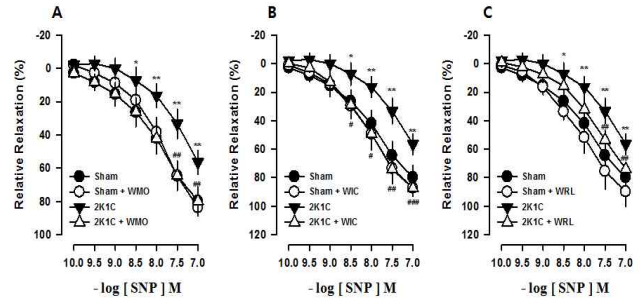 A
B
C
Relative Relaxation (%)
-20
0
20
40
60
80
100
* ** ** **
## ##
Sham
Sham + WMO
2K1C
2K1C + WMO
10.0 9.5 9.0 8.5 8.0 7.5 7.0
- log [ SNP ] M
Relative Relaxation (%)
-20
0
20
40
60
80
100
120
* ** ** **
# # ## ###
Sham
Sham + WIC
2K1C
2K1C + WIC
10.0 9.5 9.0 8.5 8.0 7.5 7.0
- log [ SNP ] M
Relative Relaxation (%)
-20
0
20
40
60
80
100
120
* ** ** **
## ##
Sham
Sham + WRL
2K1C
2K1C + WRL
10.0 9.5 9.0 8.5 8.0 7.5 7.0
- log [ SNP ] M